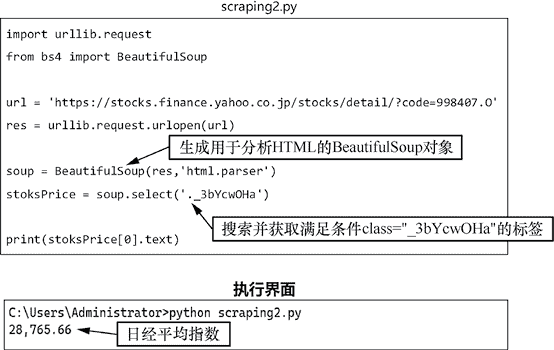 scraping2.py
import urllib.request
from bs4 import BeautifulSoup
url = 'https://stocks.finance.yahoo.co.jp/stocks/detail/?code=998407.O'
res = urllib.request.urlopen(url)
生成用于分析HTML的BeautifulSoup对象
soup = BeautifulSoup(res,'html.parser')
stoksPrice = soup.select('._3bYcwOHa')
搜索并获取满足条件class="_3bYcwOHa"的标签
print(stoksPrice[0].text)
执行界面
C:\Users\Administrator>python scraping2.py
28,765.66
日经平均指数